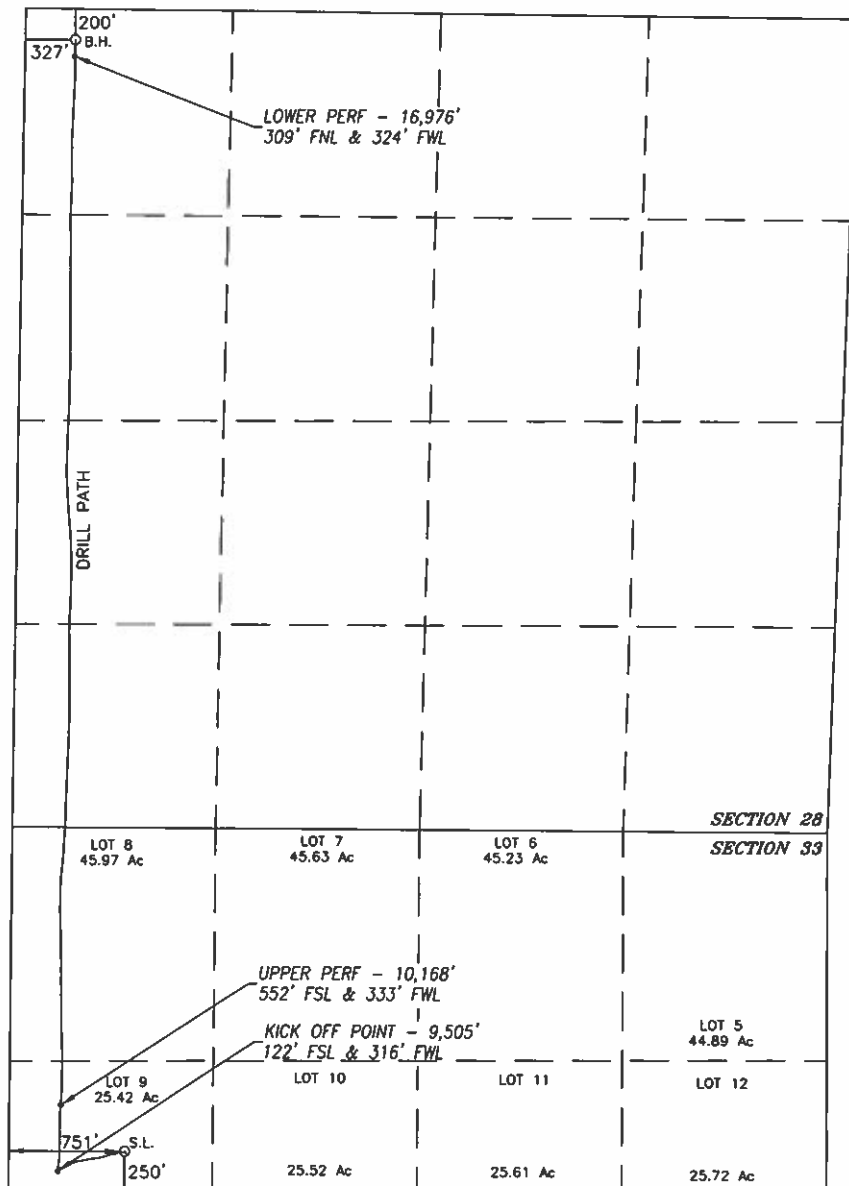 200'
B.H.
327'
LOWER PERF - 16,976'
309' FNL & 324' FWL
DRILL PATH
SECTION 28
SECTION 33
LOT 8
45.97 Ac
LOT 7
45.63 Ac
LOT 6
45.23 Ac
UPPER PERF - 10,168'
552' FSL & 333' FWL
KICK OFF POINT - 9,505'
122' FSL & 316' FWL
LOT 5
44.89 Ac
LOT 9
25.42 Ac
LOT 10
LOT 11
LOT 12
751'
S.L.
250'
25.52 Ac
25.61 Ac
25.72 Ac